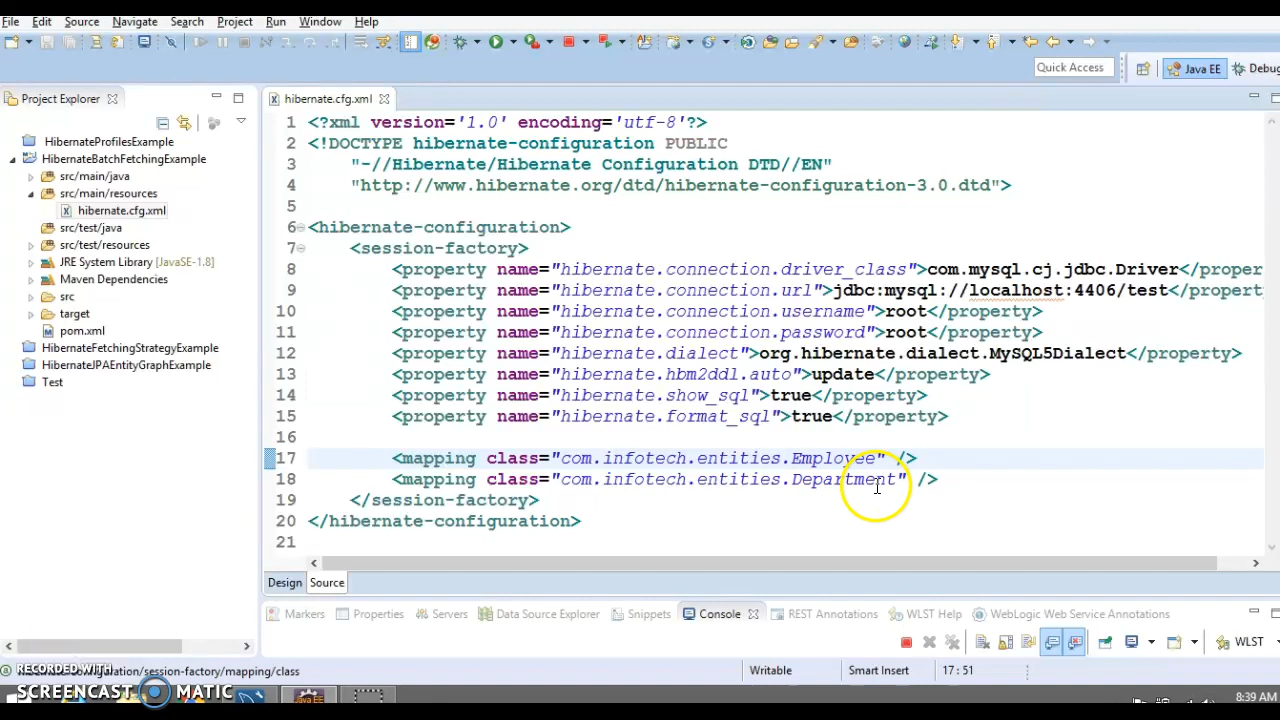 File Edit Source Navigate Search Project Run Window Help
Quick Access
Java EE
Debug
Project Explorer
HibernateProfilesExample
HibernateBatchFetchingExample
src/main/java
src/main/resources
hibernate.cfg.xml
src/test/java
src/test/resources
JRE System Library [JavaSE-1.8]
Maven Dependencies
src
target
pom.xml
HibernateFetchingStrategyExample
HibernateJPAEntityGraphExample
Test
hibernate.cfg.xml
1 <?xml version='1.0' encoding='utf-8'?>
2 <!DOCTYPE hibernate-configuration PUBLIC
3 "-//Hibernate/Hibernate Configuration DTD//EN"
4 "http://www.hibernate.org/dtd/hibernate-configuration-3.0.dtd">
5
6 <hibernate-configuration>
7 <session-factory>
8 <property name="hibernate.connection.driver_class">com.mysql.cj.jdbc.Driver</proper
9 <property name="hibernate.connection.url">jdbc:mysql://localhost:4406/test</propert
10 <property name="hibernate.connection.username">root</property>
11 <property name="hibernate.connection.password">root</property>
12 <property name="hibernate.dialect">org.hibernate.dialect.MySQL5Dialect</property>
13 <property name="hibernate.hbm2ddl.auto">update</property>
14 <property name="hibernate.show_sql">true</property>
15 <property name="hibernate.format_sql">true</property>
16
17 <mapping class="com.infotech.entities.Employee" />
18 <mapping class="com.infotech.entities.Department" />
19 </session-factory>
20 </hibernate-configuration>
21
Design Source
Markers Properties Servers Data Source Explorer Snippets Console REST Annotations WLST Help WebLogic Web Service Annotations
WLST
configuration/session-factory/mapping/class
Writable
Smart Insert
17 : 51
RECORDED WITH
SCREENCAST MATIC
8:39 AM